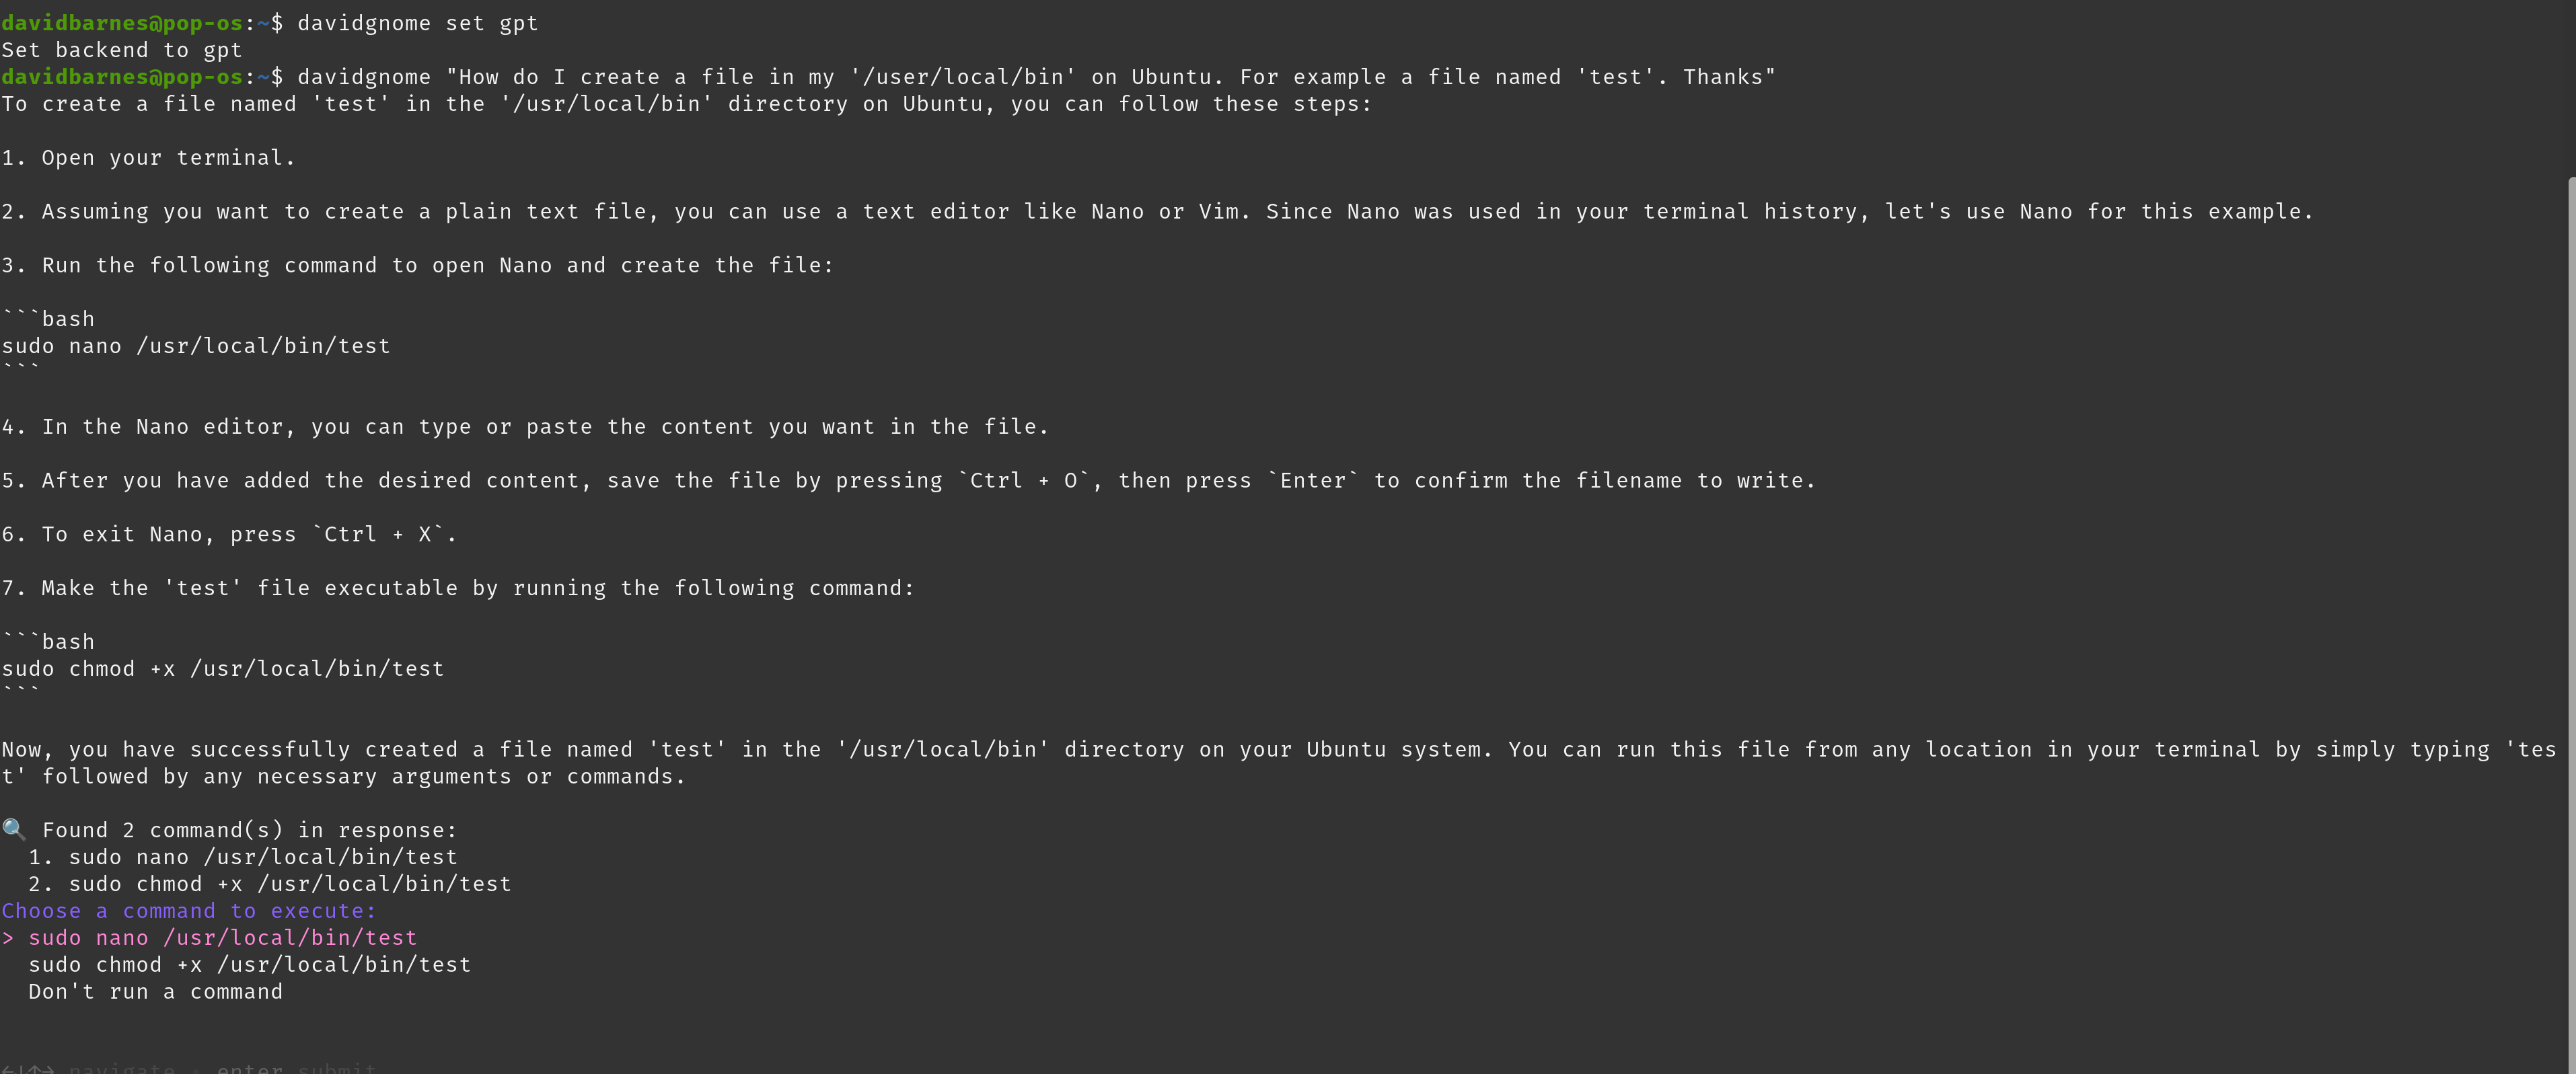 davidbarnes@pop-os:~$ davidgnome set gpt
Set backend to gpt
davidbarnes@pop-os:~$ davidgnome "How do I create a file in my '/user/local/bin' on Ubuntu. For example a file named 'test'. Thanks"
To create a file named 'test' in the '/usr/local/bin' directory on Ubuntu, you can follow these steps:
1. Open your terminal.
2. Assuming you want to create a plain text file, you can use a text editor like Nano or Vim. Since Nano was used in your terminal history, let's use Nano for this example.
3. Run the following command to open Nano and create the file:
```bash
sudo nano /usr/local/bin/test
```
4. In the Nano editor, you can type or paste the content you want in the file.
5. After you have added the desired content, save the file by pressing `Ctrl + O`, then press `Enter` to confirm the filename to write.
6. To exit Nano, press `Ctrl + X`.
7. Make the 'test' file executable by running the following command:
```bash
sudo chmod +x /usr/local/bin/test
```
Now, you have successfully created a file named 'test' in the '/usr/local/bin' directory on your Ubuntu system. You can run this file from any location in your terminal by simply typing 'tes
t' followed by any necessary arguments or commands.
🔍 Found 2 command(s) in response:
1. sudo nano /usr/local/bin/test
2. sudo chmod +x /usr/local/bin/test
Choose a command to execute:
> sudo nano /usr/local/bin/test
sudo chmod +x /usr/local/bin/test
Don't run a command
←↓↑→ navigate • enter submit